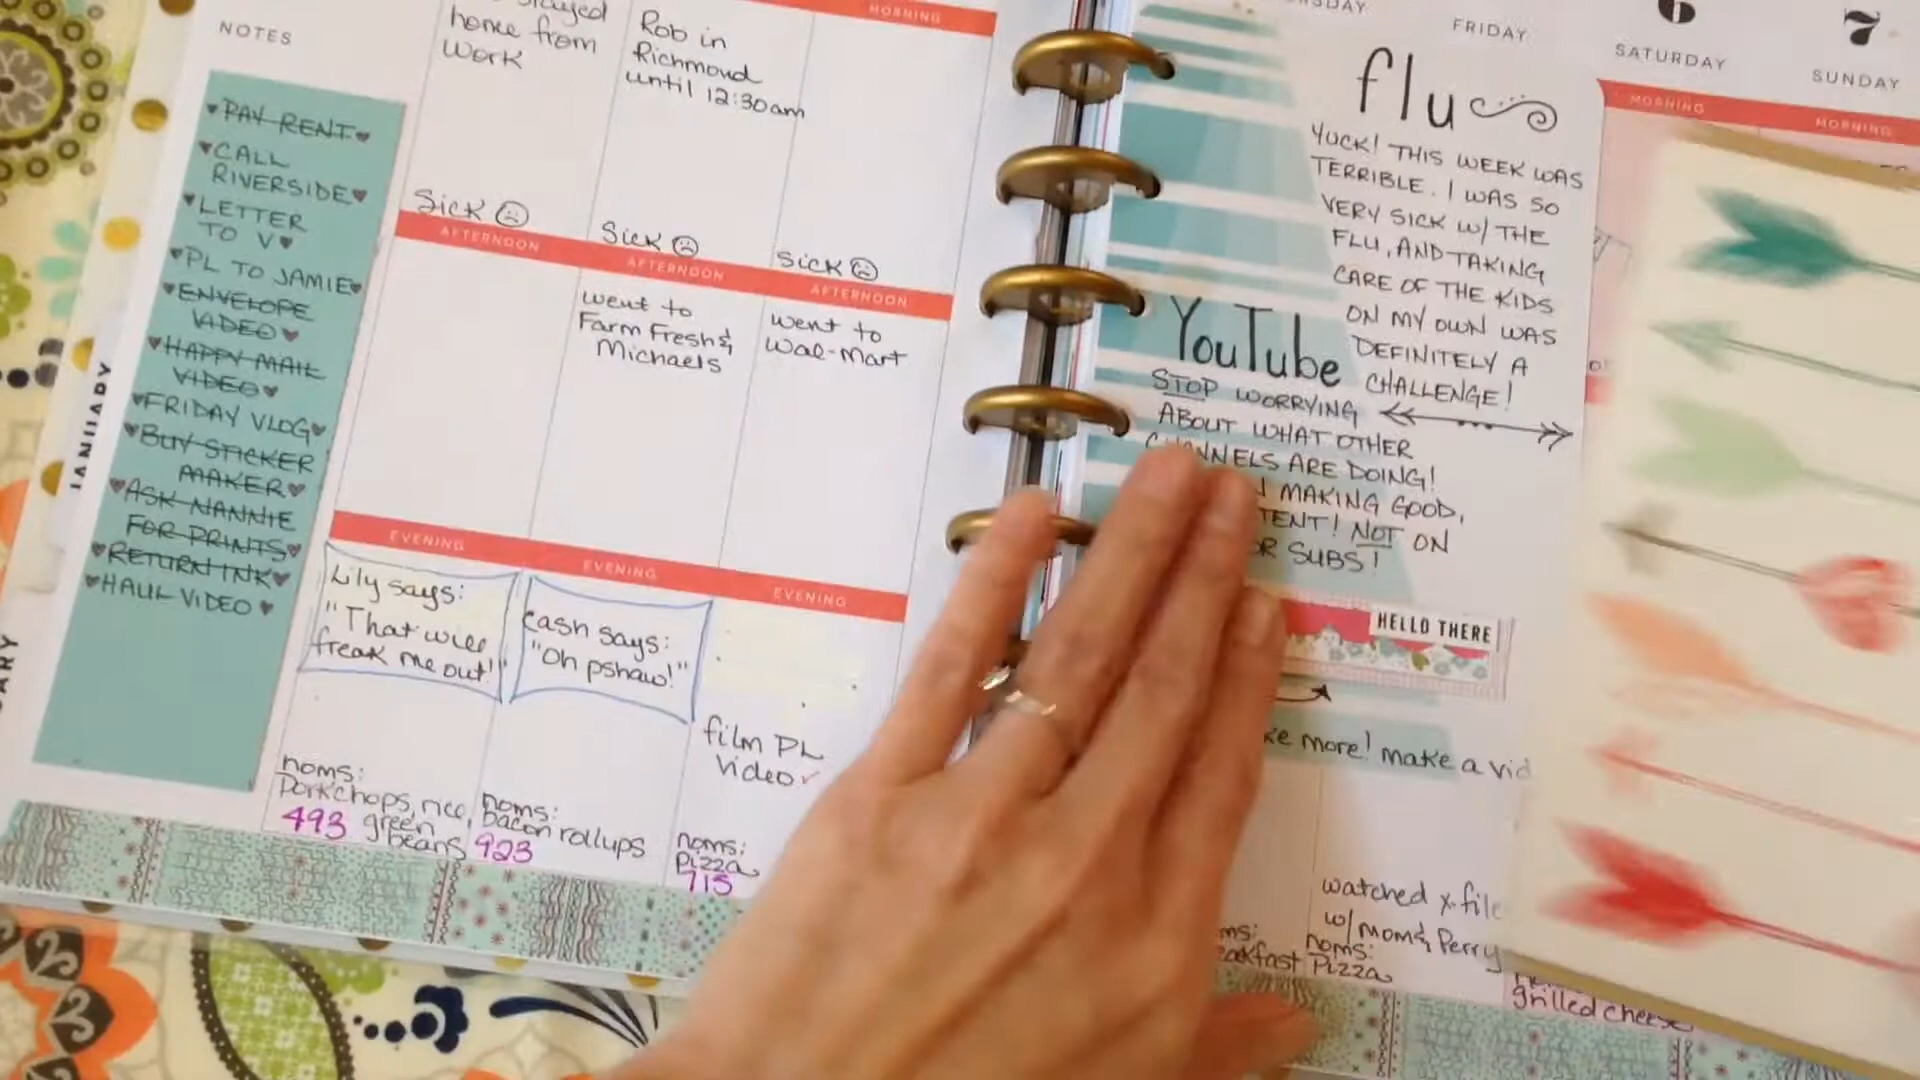 NOTES
PAY RENT
CALL
RIVERSIDE
LETTER
TO V
PL TO JAMIE
ENVELOPE
VIDEO
HAPPY MAIL
VIDEO
FRIDAY VLOG
BUY STICKER
MAKER
ASK NANNIE
FOR PRINTS
RETURN INK
HAUL VIDEO
JANUARY
home from
work
Sick
AFTERNOON
EVENING
Lily says:
"That will
freak me out!"
noms:
Porkchops, rice,
green
beans
493
Rob in
Richmond
until 12:30am
Sick
AFTERNOON
went to
Farm Fresh &
Michaels
EVENING
Cash says:
"Oh pshaw!"
noms:
bacon rollups
923
MORNING
Sick
AFTERNOON
went to
Wal-Mart
EVENING
film PL
video
noms:
Pizza
715
FRIDAY
6
SATURDAY
7
SUNDAY
MORNING
MORNING
flu
YUCK! THIS WEEK WAS
TERRIBLE. I WAS SO
VERY SICK W/ THE
FLU, AND TAKING
CARE OF THE KIDS
ON MY OWN WAS
DEFINITELY A
CHALLENGE!
YouTube
STOP WORRYING
ABOUT WHAT OTHER
CHANNELS ARE DOING!
MAKING GOOD,
NOT ON
SUBS!
HELLO THERE
more! make a vid
watched x-file
w/ mom & Perry
noms:
Pizza
grilled cheese